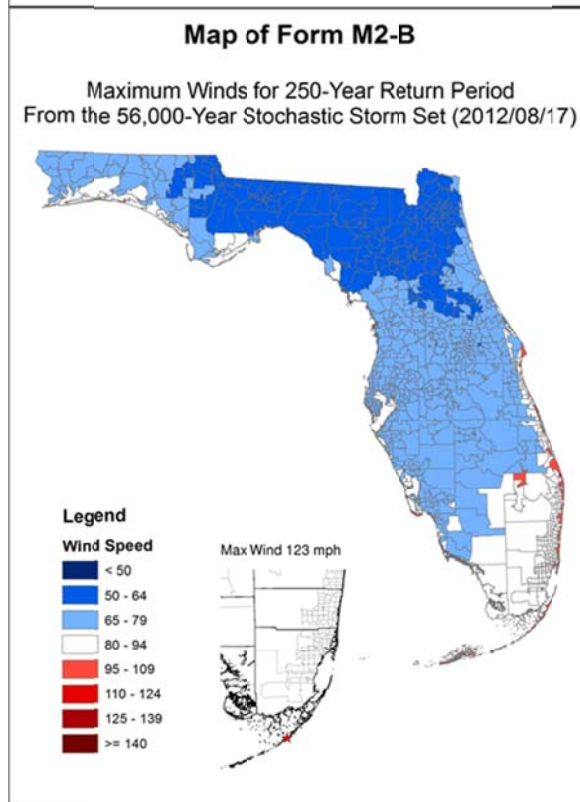 Map of Form M2-B
Maximum Winds for 250-Year Return Period
From the 56,000-Year Stochastic Storm Set (2012/08/17)
Legend
Wind Speed
< 50
50 - 64
65 - 79
80 - 94
95 - 109
110 - 124
125 - 139
>= 140
Max Wind 123 mph